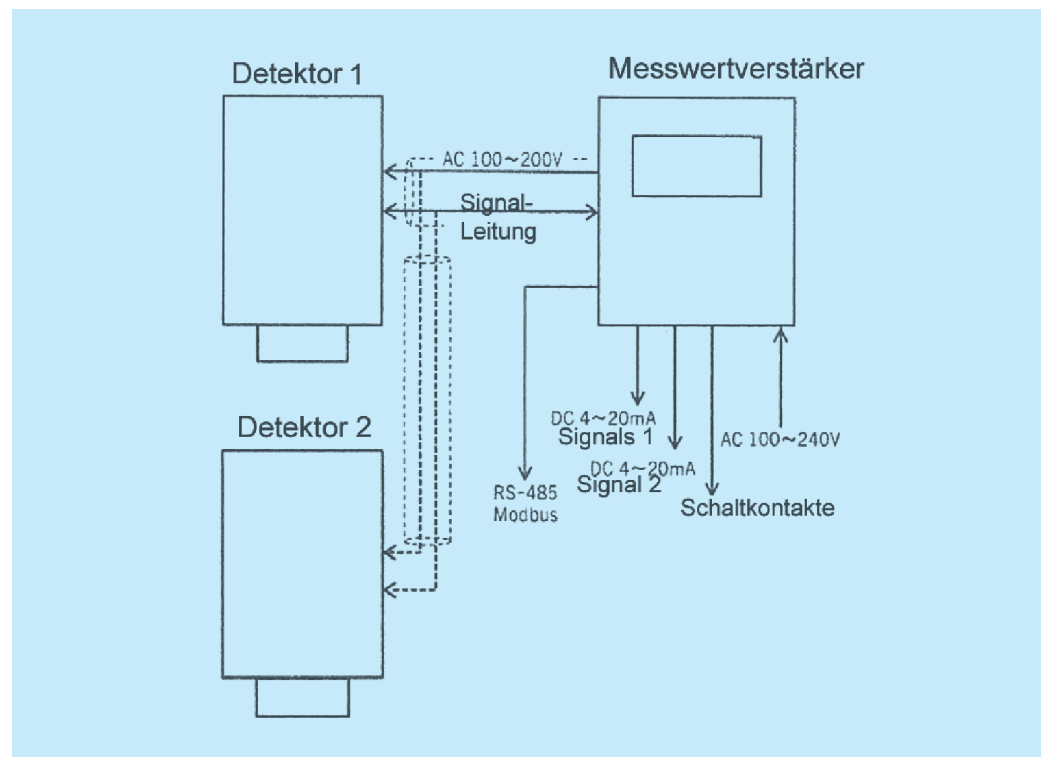 Detektor 1
Messwertverstärker
AC 100~200V
Signal-
Leitung
Detektor 2
DC 4~20mA
Signals 1
AC 100~240V
DC 4~20mA
Signal 2
RS-485
Modbus
Schaltkontakte